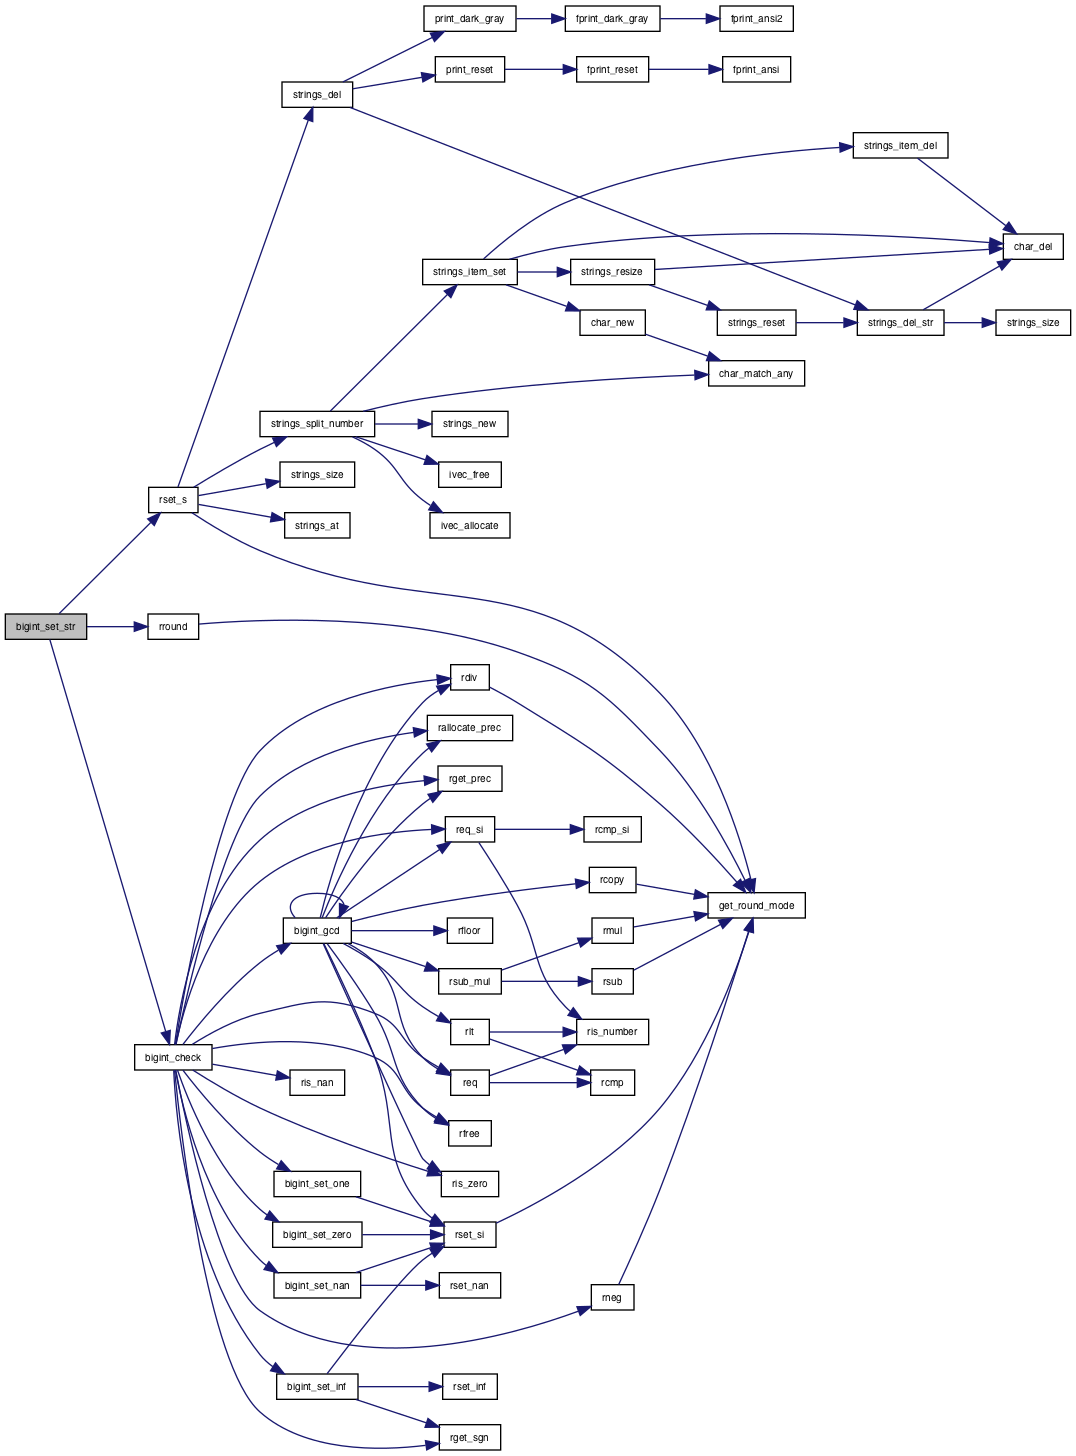 print_dark_gray
fprint_dark_gray
fprint_ansi2
print_reset
fprint_reset
fprint_ansi
strings_del
strings_item_del
char_del
strings_item_set
strings_resize
char_new
strings_reset
strings_del_str
strings_size
char_match_any
strings_split_number
strings_new
strings_size
ivec_free
rset_s
strings_at
ivec_allocate
bigint_set_str
rround
rdiv
rallocate_prec
rget_prec
req_si
rcmp_si
rcopy
get_round_mode
bigint_gcd
rfloor
rmul
rsub_mul
rsub
rlt
ris_number
bigint_check
ris_nan
req
rcmp
rfree
bigint_set_one
ris_zero
bigint_set_zero
rset_si
bigint_set_nan
rset_nan
rneg
bigint_set_inf
rset_inf
rget_sgn